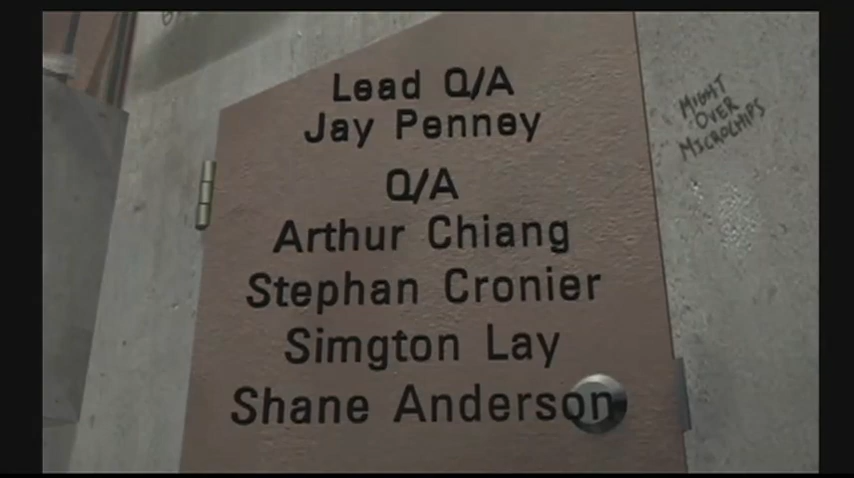 Lead Q/A
Jay Penney
Q/A
Arthur Chiang
Stephan Cronier
Simgton Lay
Shane Anderson
MIGHT
OVER
MICROCHIPS